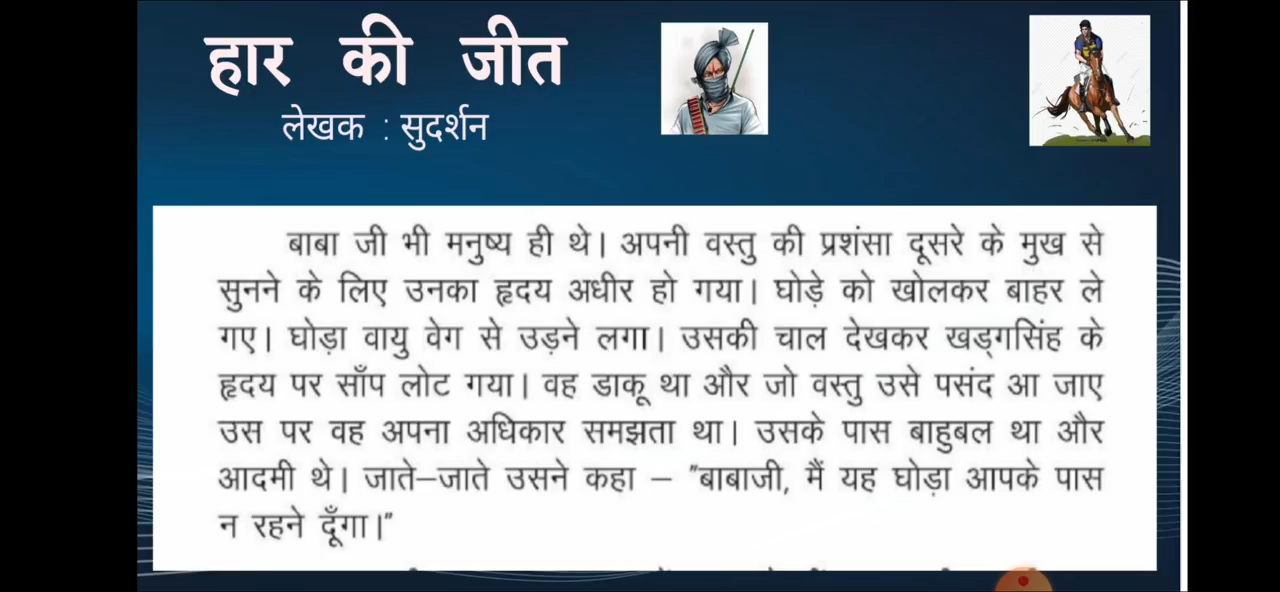 हार की जीत
लेखक : सुदर्शन
बाबा जी भी मनुष्य ही थे। अपनी वस्तु की प्रशंसा दूसरे के मुख से
सुनने के लिए उनका हृदय अधीर हो गया। घोड़े को खोलकर बाहर ले
गए। घोड़ा वायु वेग से उड़ने लगा। उसकी चाल देखकर खड्गसिंह के
हृदय पर साँप लोट गया। वह डाकू था और जो वस्तु उसे पसंद आ जाए
उस पर वह अपना अधिकार समझता था। उसके पास बाहुबल था और
आदमी थे। जाते–जाते उसने कहा – "बाबाजी, मैं यह घोड़ा आपके पास
न रहने दूँगा।"